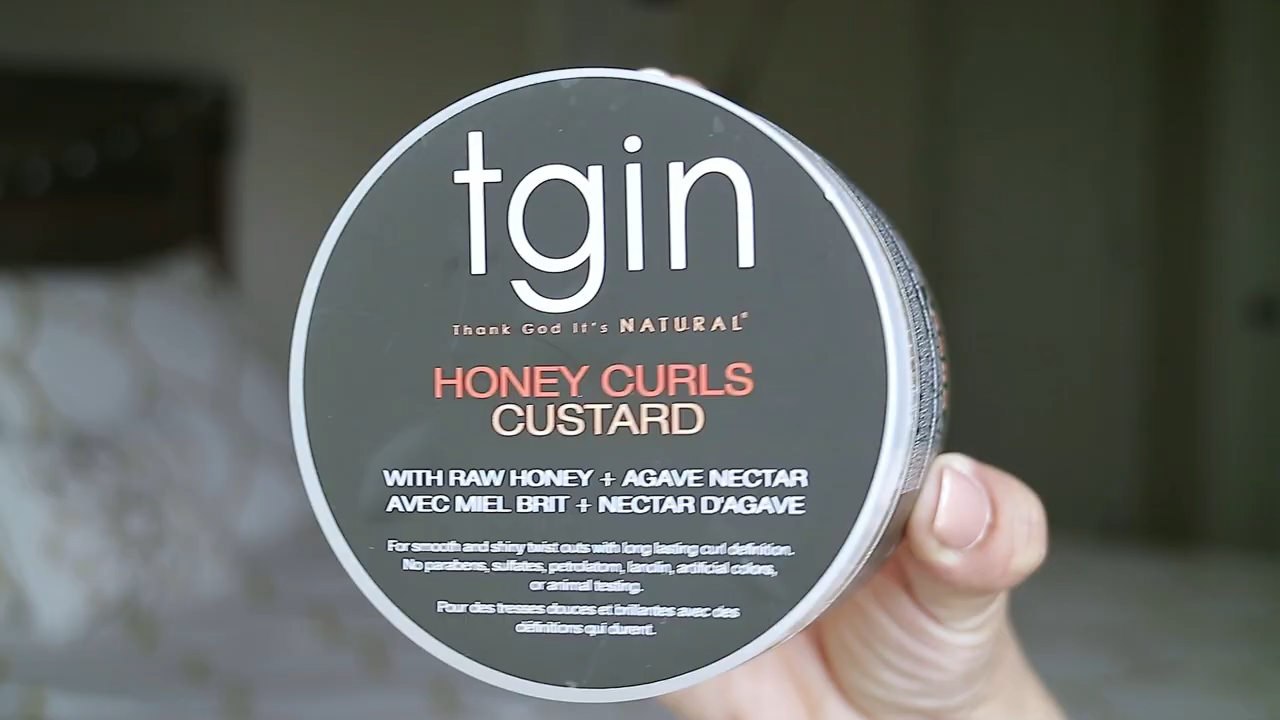 tgin
Thank God It's NATURAL®
HONEY CURLS
CUSTARD
WITH RAW HONEY + AGAVE NECTAR
AVEC MIEL BRIT + NECTAR D'AGAVE
For smooth and shiny twist outs with long lasting curl definition.
No parabens, sulfates, petrolatum, lanolin, artificial colors,
or animal testing.
Pour des tresses douces et brillantes avec des
définitions qui durent.